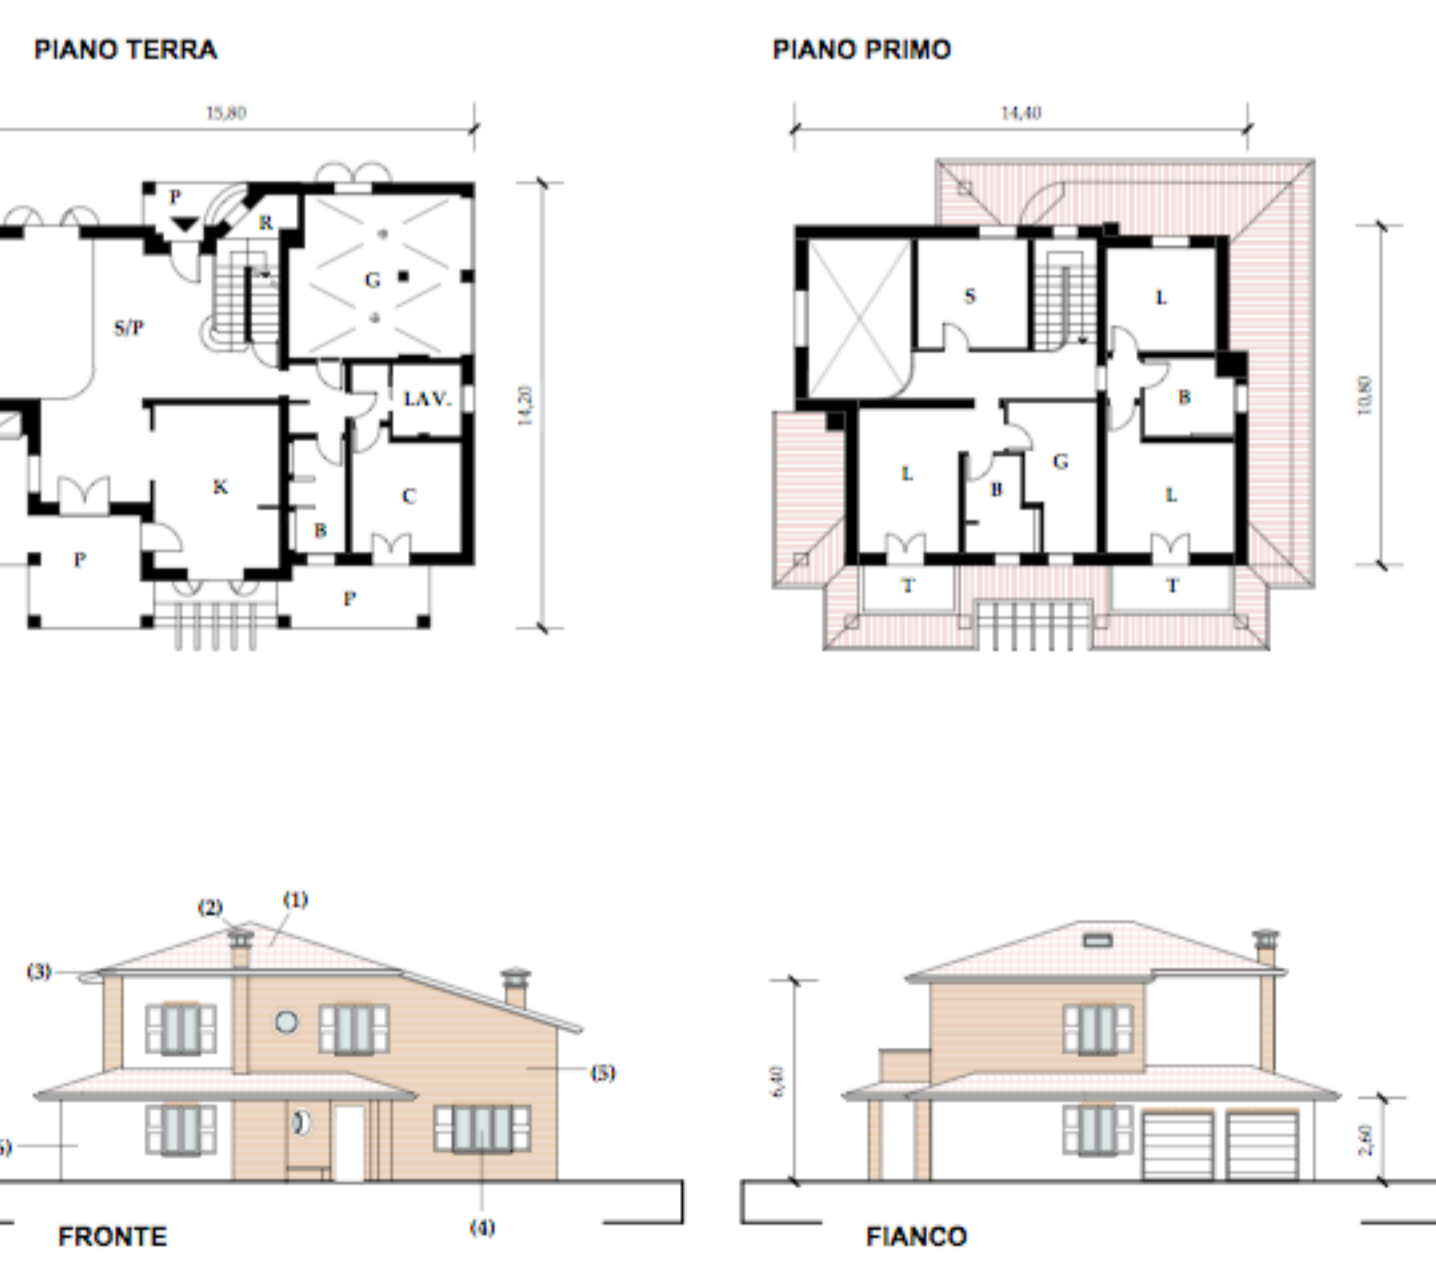 PIANO TERRA
PIANO PRIMO
15,80
14,40
P
R
G
S/P
LAV.
14,20
K
C
B
P
P
S
L
B
10,80
L
B
G
L
T
T
(2)
(1)
(3)
(5)
(4)
6,40
2,60
FRONTE
FIANCO